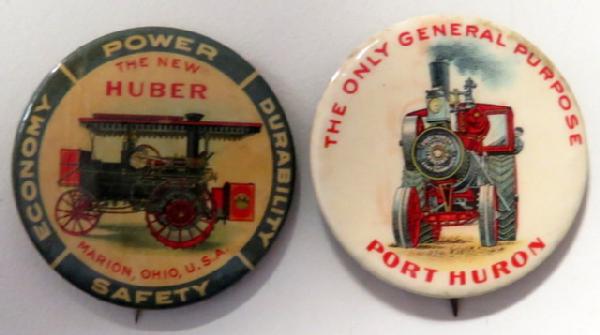 POWER
DURABILITY
SAFETY
ECONOMY
THE NEW
HUBER
MARION, OHIO, U.S.A.
THE ONLY GENERAL PURPOSE
PORT HURON